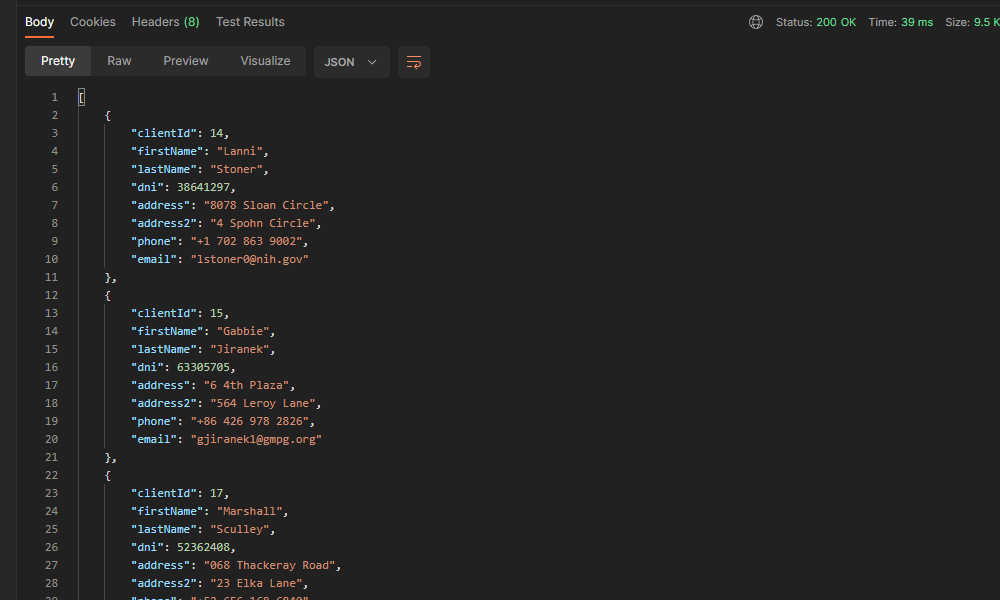 Body Cookies Headers (8) Test Results Status: 200 OK Time: 39 ms Size: 9.5 K
Pretty Raw Preview Visualize JSON
1 [
2 {
3 "clientId": 14,
4 "firstName": "Lanni",
5 "lastName": "Stoner",
6 "dni": 38641297,
7 "address": "8078 Sloan Circle",
8 "address2": "4 Spohn Circle",
9 "phone": "+1 702 863 9002",
10 "email": "lstoner0@nih.gov"
11 },
12 {
13 "clientId": 15,
14 "firstName": "Gabbie",
15 "lastName": "Jiranek",
16 "dni": 63305705,
17 "address": "6 4th Plaza",
18 "address2": "564 Leroy Lane",
19 "phone": "+86 426 978 2826",
20 "email": "gjiranek1@gmpg.org"
21 },
22 {
23 "clientId": 17,
24 "firstName": "Marshall",
25 "lastName": "Sculley",
26 "dni": 52362408,
27 "address": "068 Thackeray Road",
28 "address2": "23 Elka Lane",